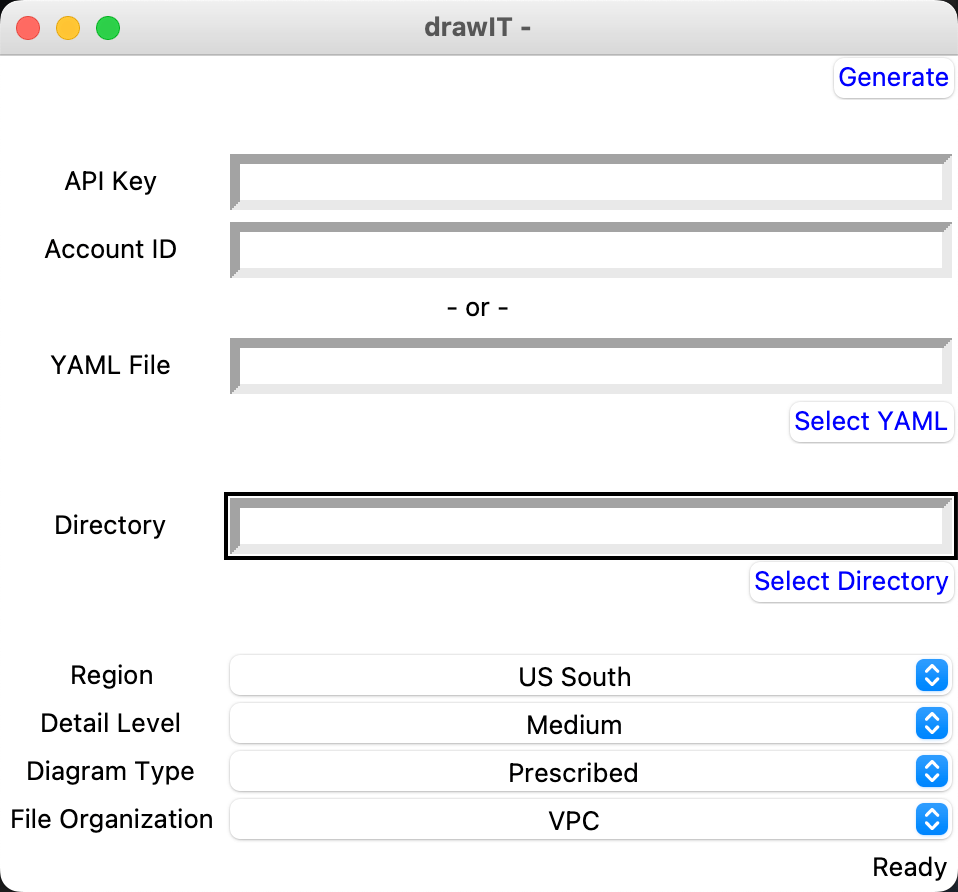 drawIT -
Generate
API Key
Account ID
- or -
YAML File
Select YAML
Directory
Select Directory
Region US South
Detail Level Medium
Diagram Type Prescribed
File Organization VPC
Ready